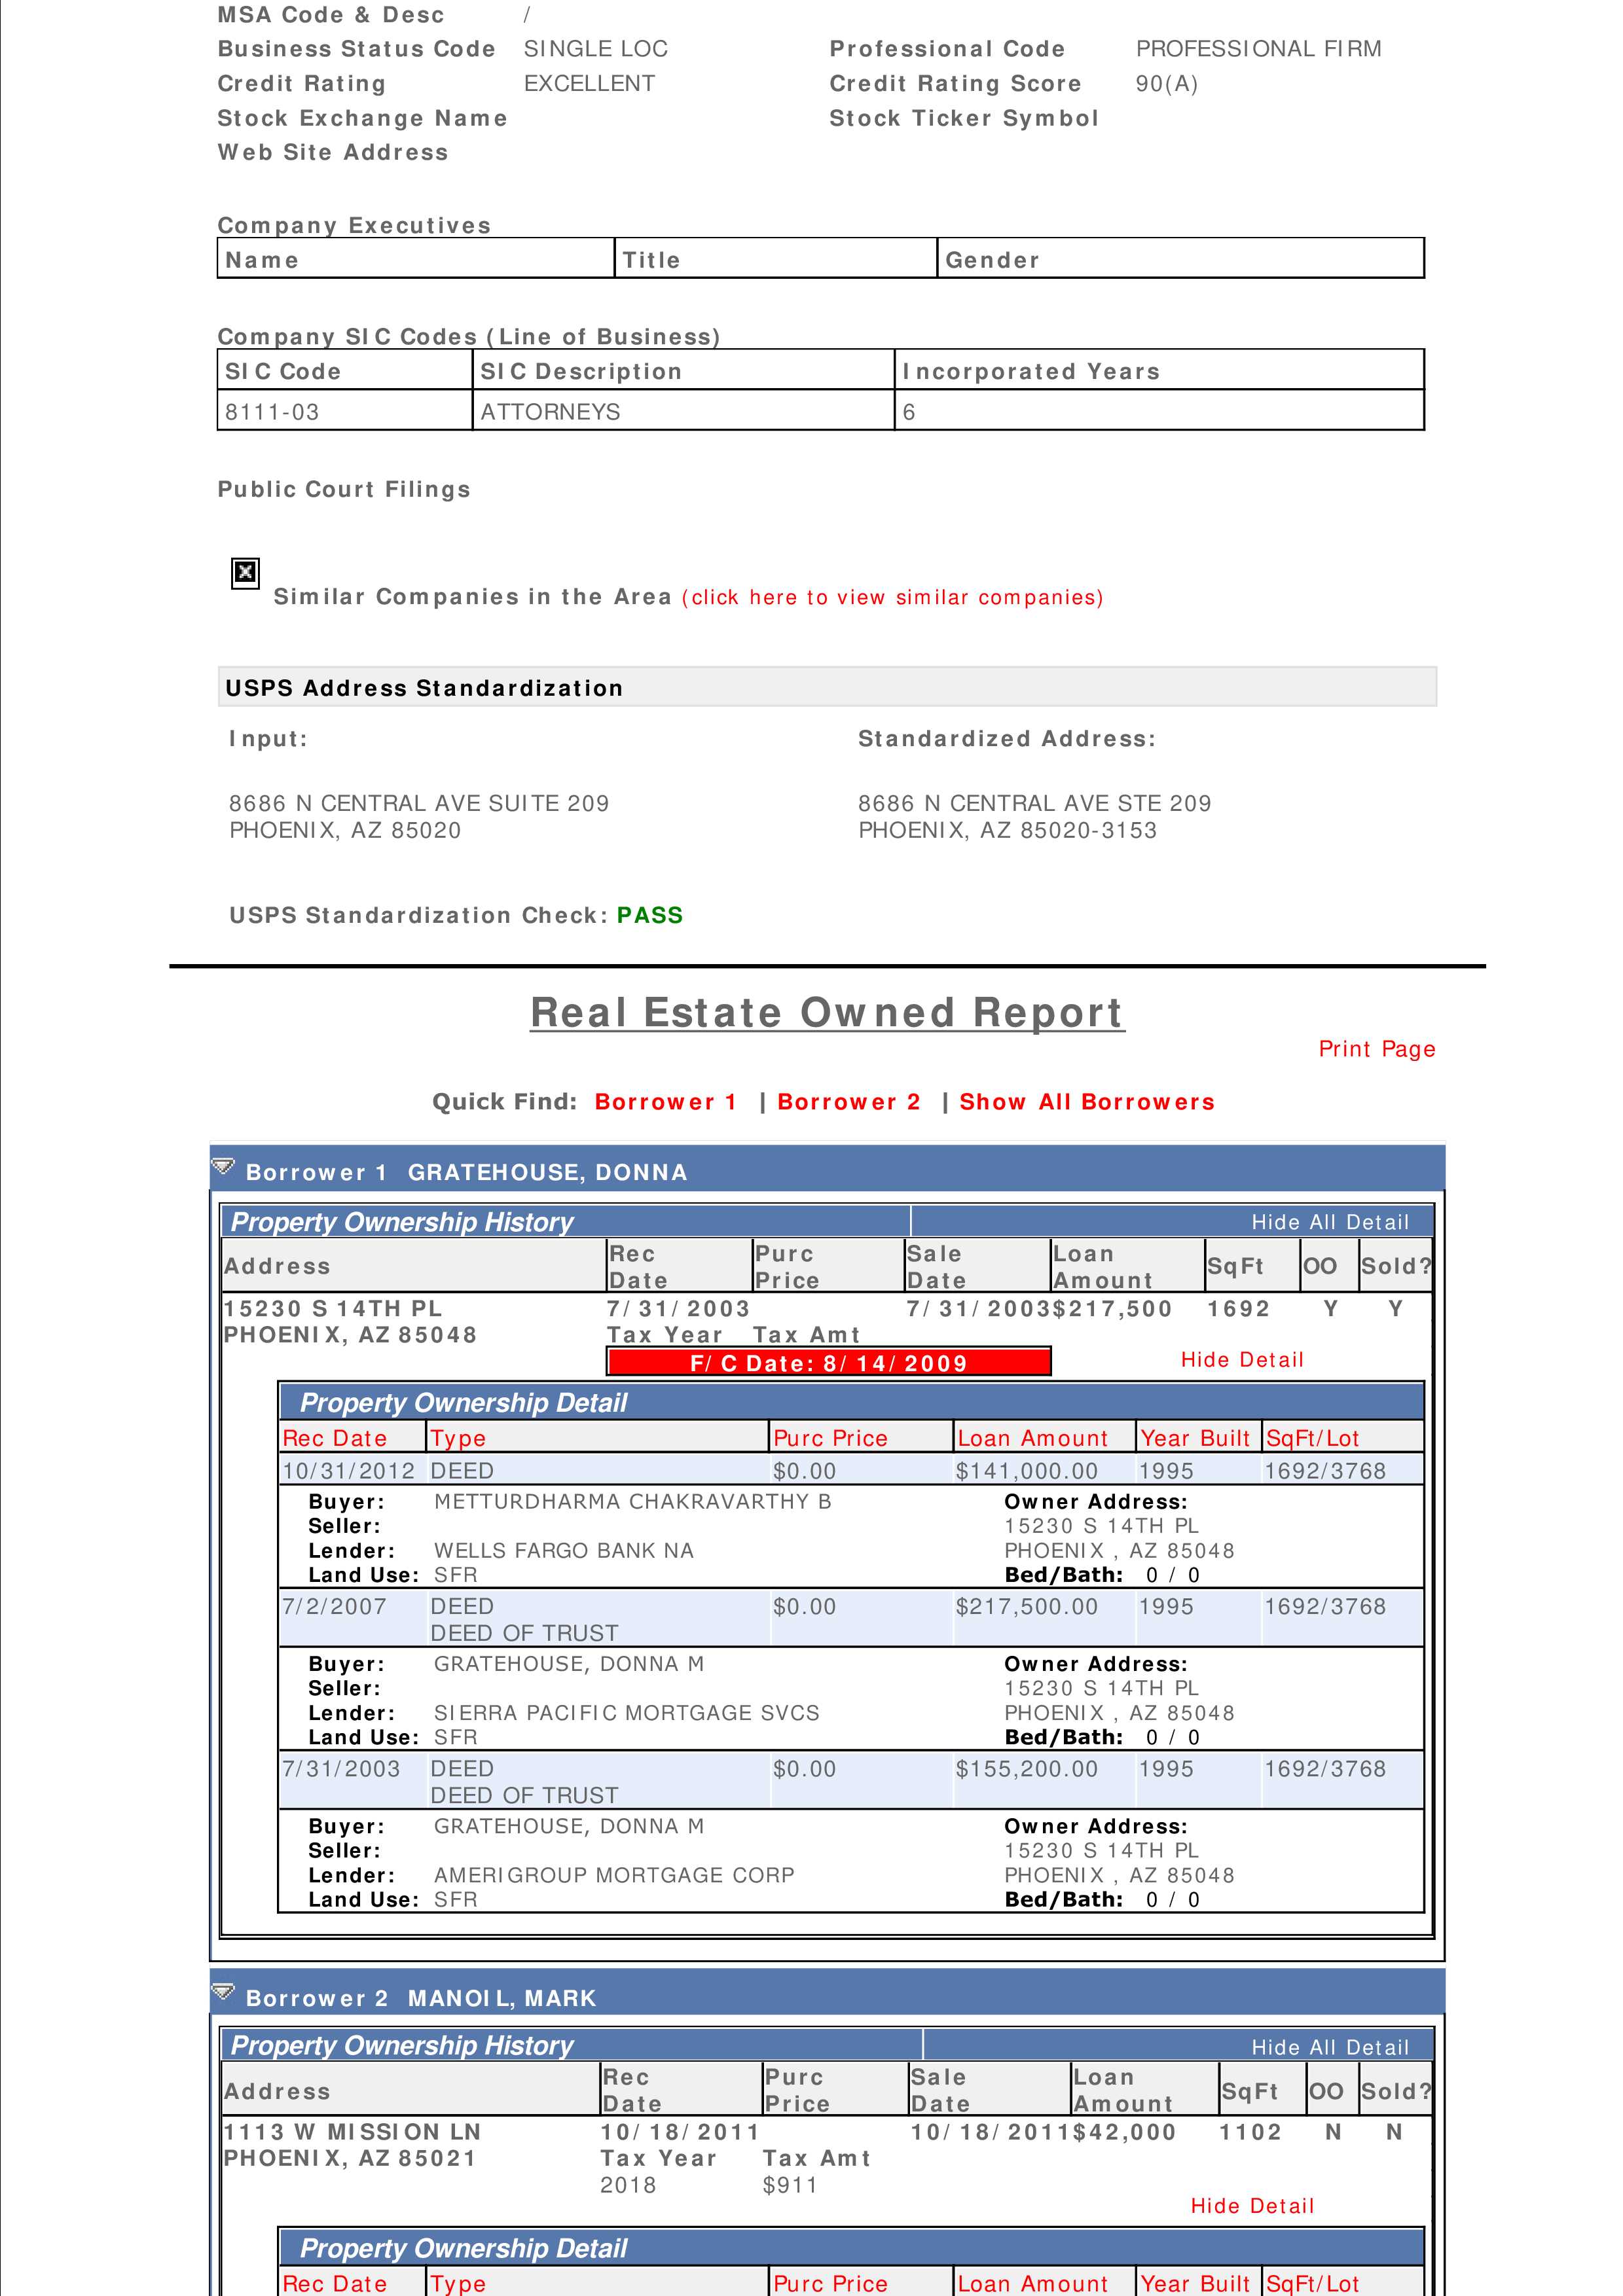 MSA Code & Desc /
Business Status Code SINGLE LOC Professional Code PROFESSIONAL FIRM
Credit Rating EXCELLENT Credit Rating Score 90(A)
Stock Exchange Name Stock Ticker Symbol
Web Site Address
Company Executives
Name Title Gender
Company SIC Codes (Line of Business)
SIC Code SIC Description Incorporated Years
8111-03 ATTORNEYS 6
Public Court Filings
Similar Companies in the Area (click here to view similar companies)
USPS Address Standardization
Input: Standardized Address:
8686 N CENTRAL AVE SUITE 209 8686 N CENTRAL AVE STE 209
PHOENIX, AZ 85020 PHOENIX, AZ 85020-3153
USPS Standardization Check: PASS
Real Estate Owned Report
Print Page
Quick Find: Borrower 1 | Borrower 2 | Show All Borrowers
Borrower 1 GRATEHOUSE, DONNA
Property Ownership History Hide All Detail
Address Rec Date Purc Price Sale Date Loan Amount SqFt OO Sold?
15230 S 14TH PL 7/31/2003 7/31/2003 $217,500 1692 Y Y
PHOENIX, AZ 85048 Tax Year Tax Amt
F/C Date: 8/14/2009 Hide Detail
Property Ownership Detail
Rec Date Type Purc Price Loan Amount Year Built SqFt/Lot
10/31/2012 DEED $0.00 $141,000.00 1995 1692/3768
Buyer: METTURDHARMA CHAKRAVARTHY B Owner Address:
Seller: 15230 S 14TH PL
Lender: WELLS FARGO BANK NA PHOENIX , AZ 85048
Land Use: SFR Bed/Bath: 0 / 0
7/2/2007 DEED $0.00 $217,500.00 1995 1692/3768
DEED OF TRUST
Buyer: GRATEHOUSE, DONNA M Owner Address:
Seller: 15230 S 14TH PL
Lender: SIERRA PACIFIC MORTGAGE SVCS PHOENIX , AZ 85048
Land Use: SFR Bed/Bath: 0 / 0
7/31/2003 DEED $0.00 $155,200.00 1995 1692/3768
DEED OF TRUST
Buyer: GRATEHOUSE, DONNA M Owner Address:
Seller: 15230 S 14TH PL
Lender: AMERIGROUP MORTGAGE CORP PHOENIX , AZ 85048
Land Use: SFR Bed/Bath: 0 / 0
Borrower 2 MANOIL, MARK
Property Ownership History Hide All Detail
Address Rec Date Purc Price Sale Date Loan Amount SqFt OO Sold?
1113 W MISSION LN 10/18/2011 10/18/2011 $42,000 1102 N N
PHOENIX, AZ 85021 Tax Year Tax Amt
2018 $911
Hide Detail
Property Ownership Detail
Rec Date Type Purc Price Loan Amount Year Built SqFt/Lot